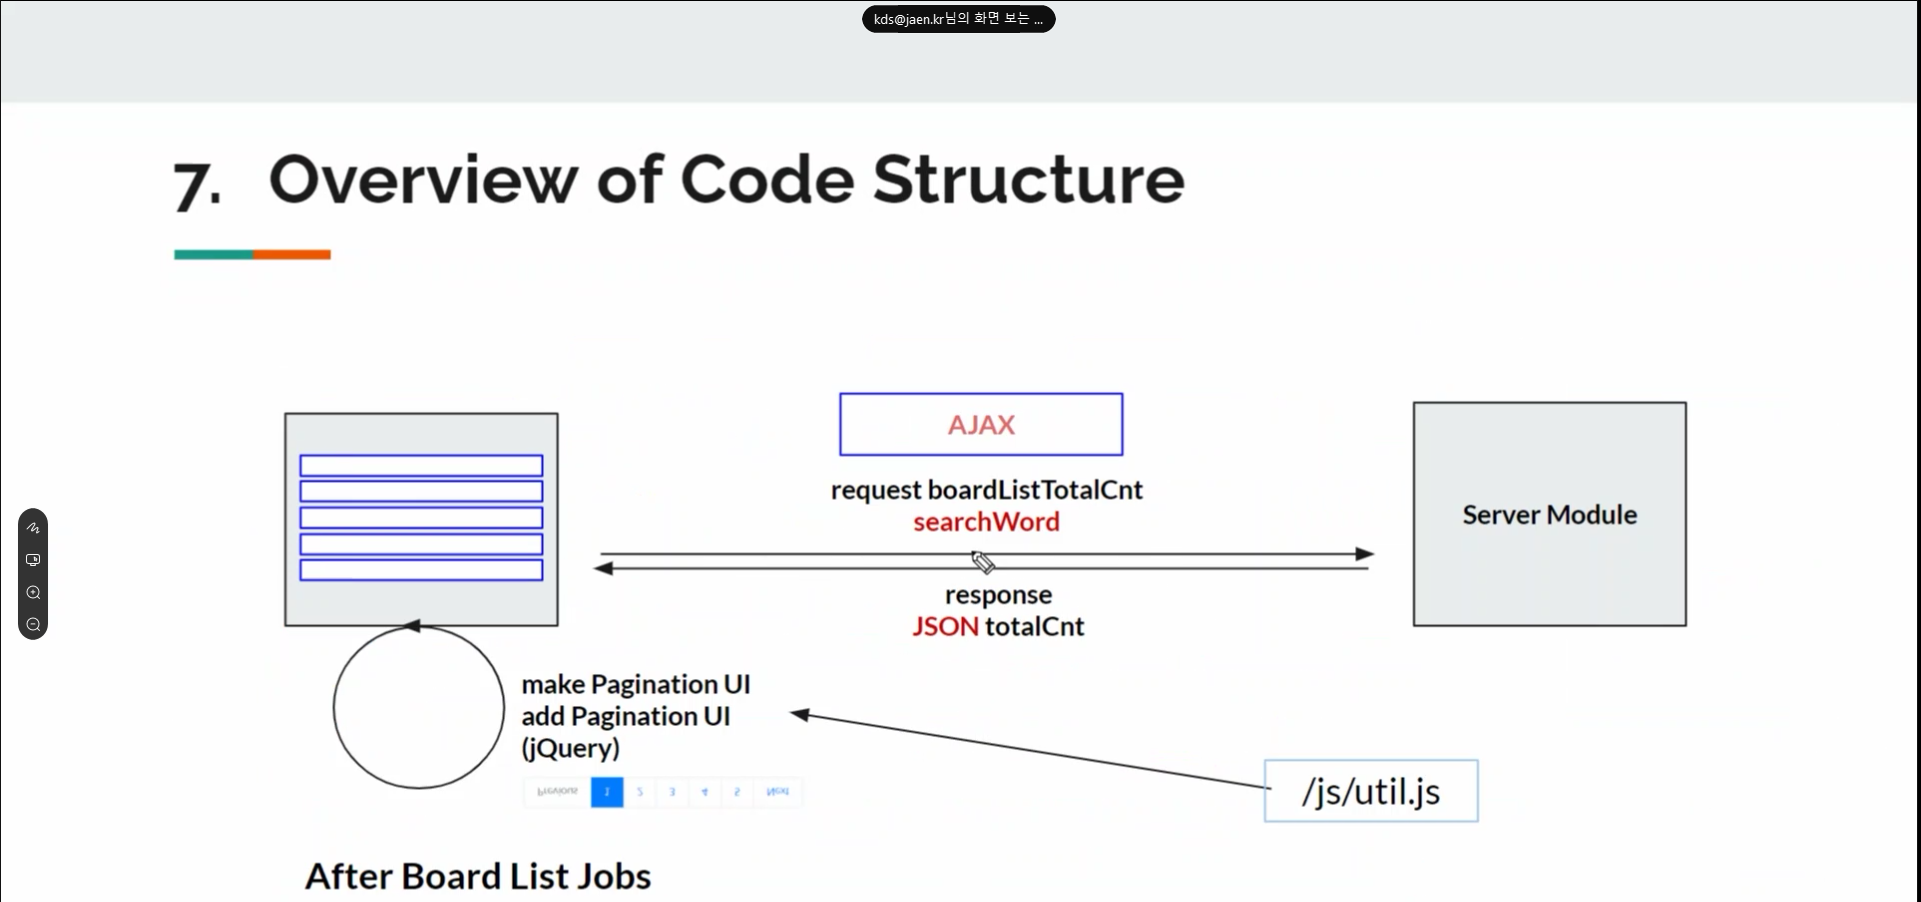 kds@jaen.kr님의 화면 보는 ...
7. Overview of Code Structure
AJAX
request boardListTotalCnt
searchWord
Server Module
response
JSON totalCnt
make Pagination UI
add Pagination UI
(jQuery)
Previous 1 2 3 4 5 Next
/js/util.js
After Board List Jobs